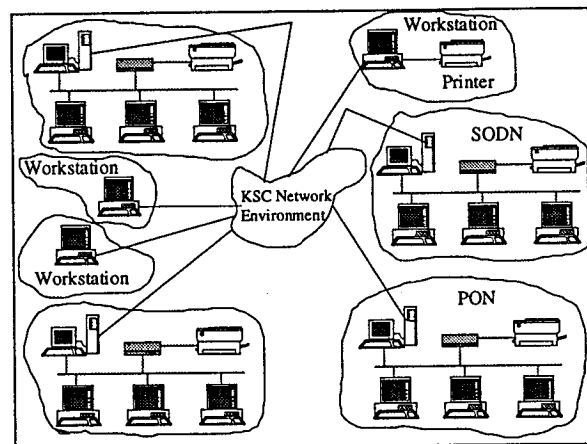 Workstation
Printer
SODN
Workstation
KSC Network
Environment
Workstation
PON